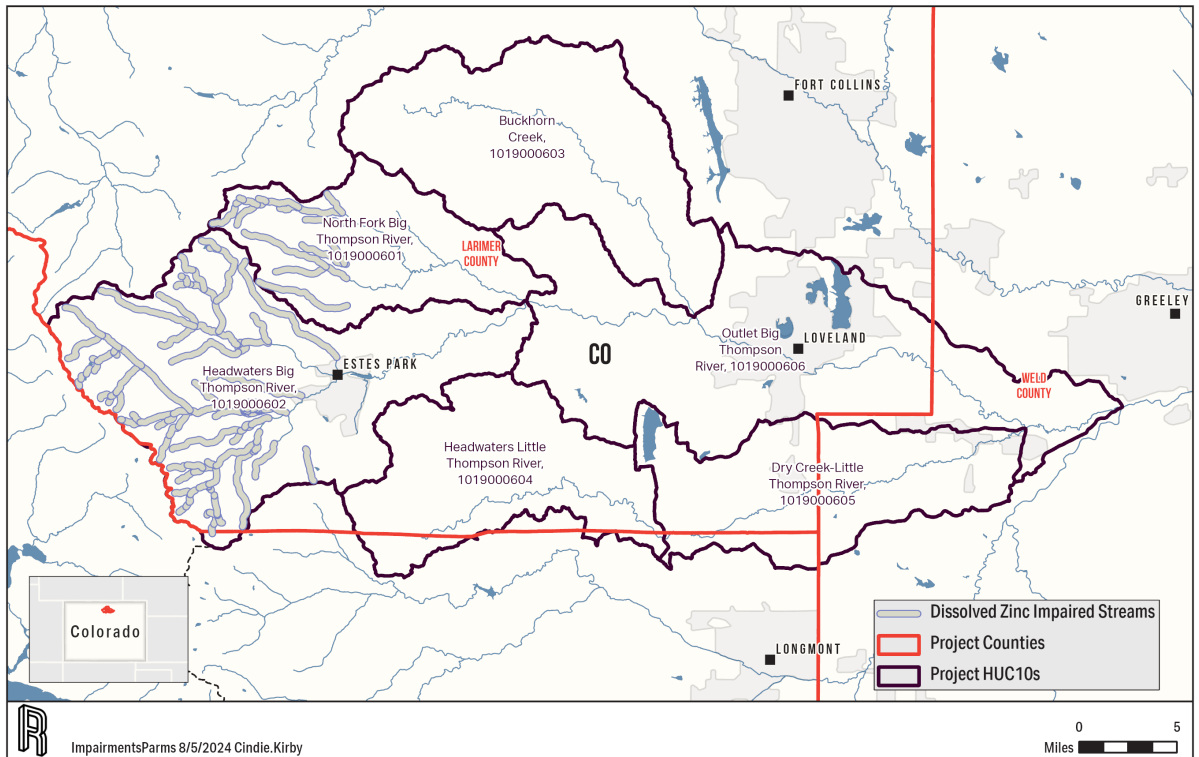 FORT COLLINS
Buckhorn
Creek,
1019000603
North Fork Big
Thompson River,
1019000601
LARIMER
COUNTY
GREELEY
Outlet Big
Thompson
River, 1019000606
LOVELAND
CO
ESTES PARK
Headwaters Big
Thompson River,
1019000602
WELD
COUNTY
Headwaters Little
Thompson River,
1019000604
Dry Creek-Little
Thompson River,
1019000605
Colorado
LONGMONT
Dissolved Zinc Impaired Streams
Project Counties
Project HUC10s
R
ImpairmentsParms 8/5/2024 Cindie.Kirby
0 5
Miles